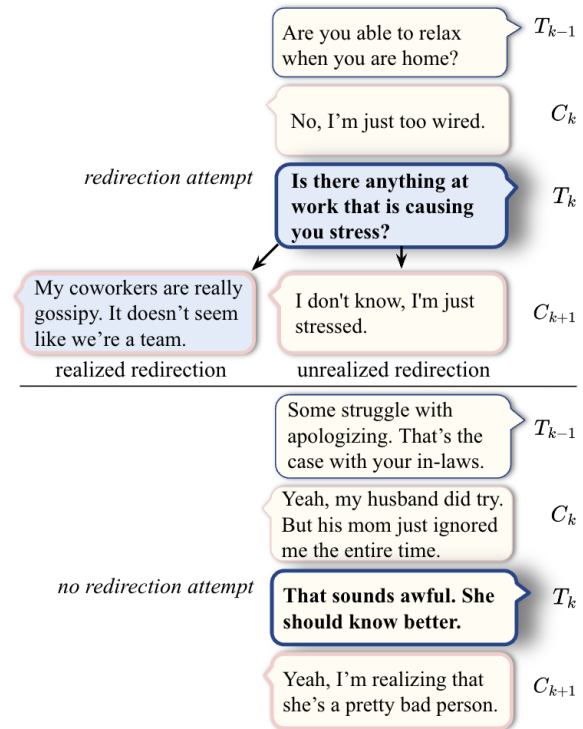 Are you able to relax
when you are home?
T_{k-1}
No, I'm just too wired.
C_k
redirection attempt
Is there anything at
work that is causing
you stress?
T_k
My coworkers are really
gossipy. It doesn't seem
like we're a team.
I don't know, I'm just
stressed.
C_{k+1}
realized redirection
unrealized redirection
Some struggle with
apologizing. That's the
case with your in-laws.
T_{k-1}
Yeah, my husband did try.
But his mom just ignored
me the entire time.
C_k
no redirection attempt
That sounds awful. She
should know better.
T_k
Yeah, I'm realizing that
she's a pretty bad person.
C_{k+1}